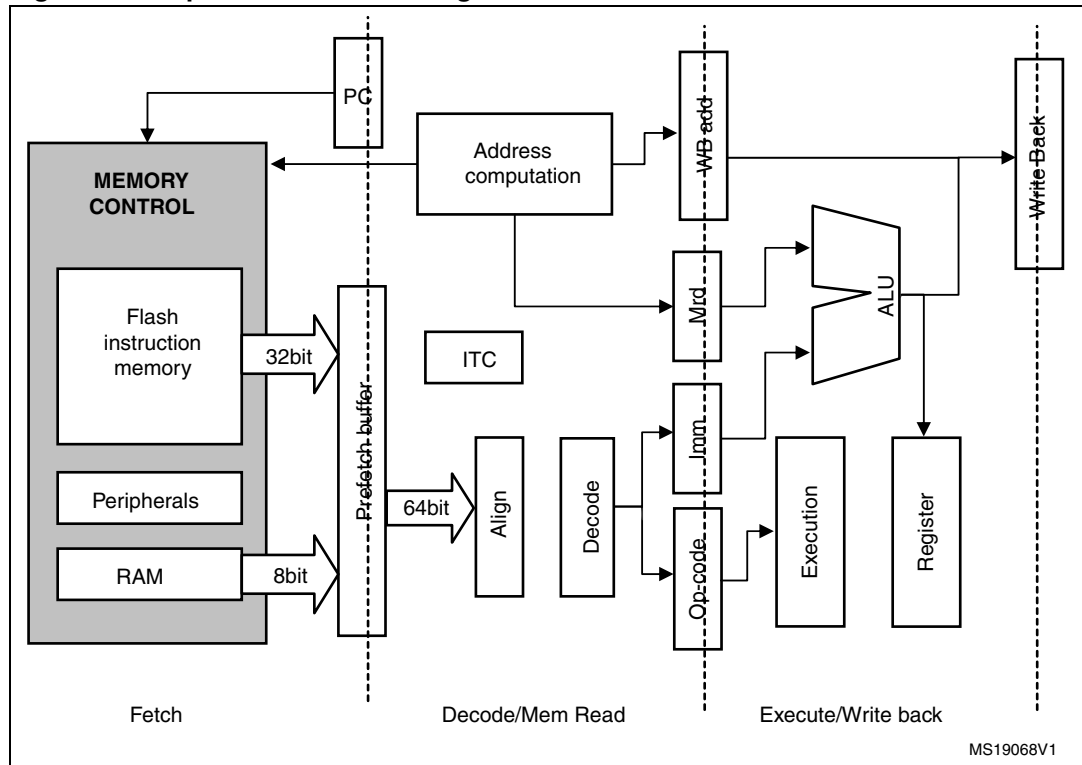 PC
MEMORY
CONTROL
Address
computation
WB add
Write Back
Flash
instruction
memory
32bit
Prefetch buffer
ITC
Mrd
ALU
Imm
Peripherals
64bit
Align
Decode
Op-code
Execution
Register
RAM
8bit
Fetch
Decode/Mem Read
Execute/Write back
MS19068V1